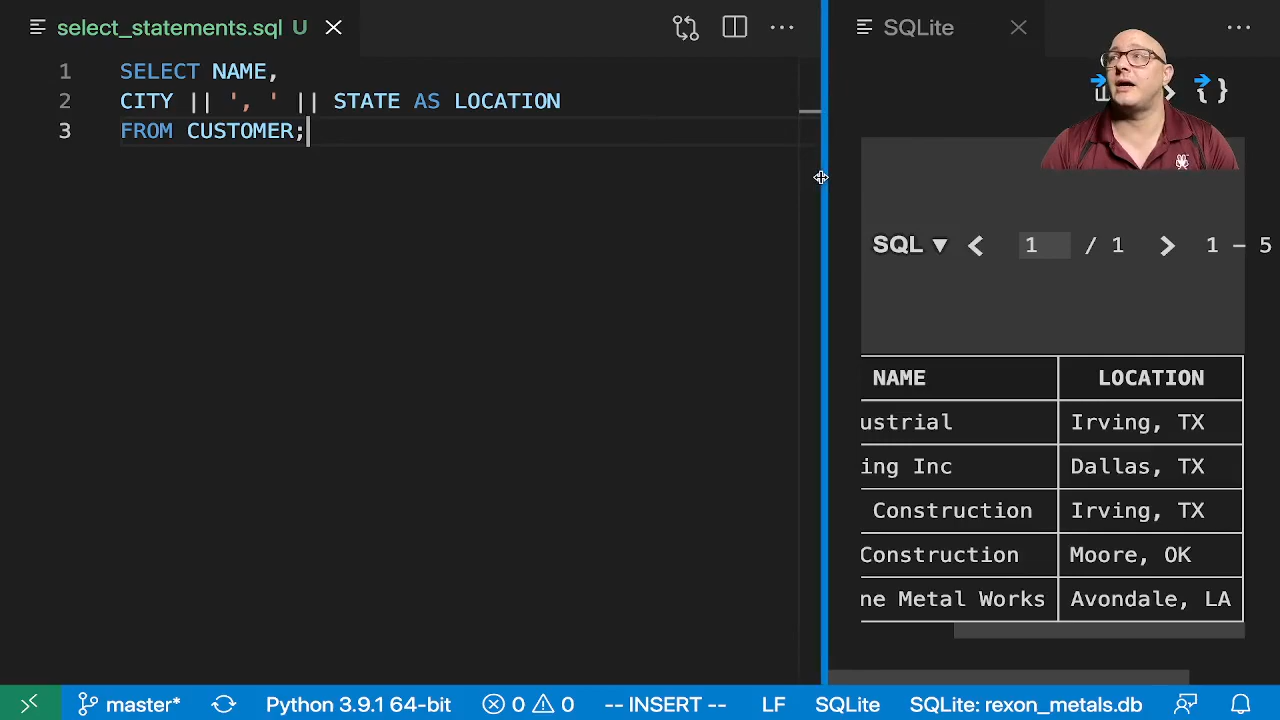 select_statements.sql U
SQLite
1 SELECT NAME,
2 CITY || ', ' || STATE AS LOCATION
3 FROM CUSTOMER;
{}
SQL ▼ < 1 / 1 > 1 – 5
NAME LOCATION
ustrial Irving, TX
ing Inc Dallas, TX
Construction Irving, TX
Construction Moore, OK
ne Metal Works Avondale, LA
master* Python 3.9.1 64-bit 0 0 -- INSERT -- LF SQLite SQLite: rexon_metals.db